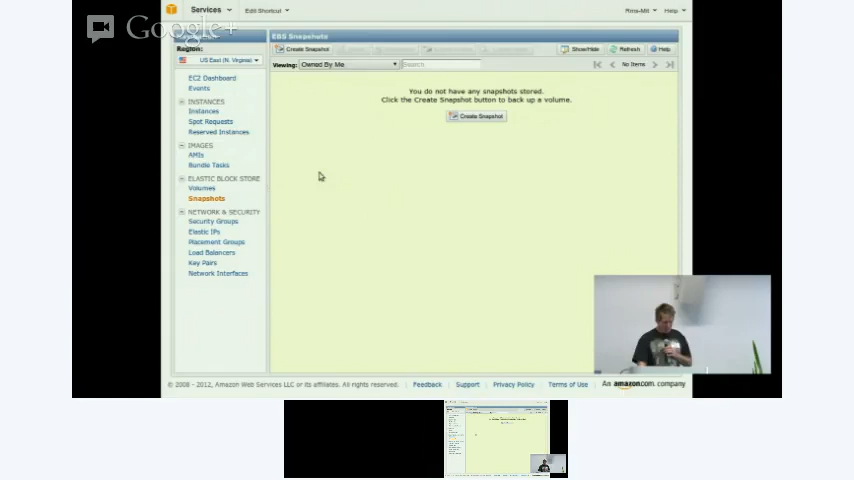 Services
Edit Shortcut
Rins-Mit
Help
Google+
EBS Snapshots
Region:
US East (N. Virginia)
Create Snapshot
Show/Hide
Refresh
Help
Viewing: Owned By Me
Search
No Items
EC2 Dashboard
Events
INSTANCES
Instances
Spot Requests
Reserved Instances
IMAGES
AMIs
Bundle Tasks
ELASTIC BLOCK STORE
Volumes
Snapshots
NETWORK & SECURITY
Security Groups
Elastic IPs
Placement Groups
Load Balancers
Key Pairs
Network Interfaces
You do not have any snapshots stored.
Click the Create Snapshot button to back up a volume.
Create Snapshot
© 2008 - 2012, Amazon Web Services LLC or its affiliates. All rights reserved. Feedback Support Privacy Policy Terms of Use An amazon.com company